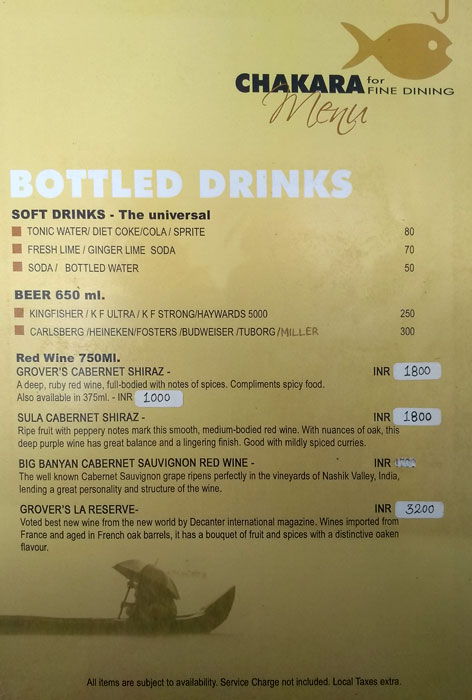 CHAKARA for FINE DINING
Menu
BOTTLED DRINKS
SOFT DRINKS - The universal
TONIC WATER/ DIET COKE/COLA / SPRITE 80
FRESH LIME / GINGER LIME SODA 70
SODA / BOTTLED WATER 50
BEER 650 ml.
KINGFISHER / K F ULTRA / K F STRONG/HAYWARDS 5000 250
CARLSBERG /HEINEKEN/FOSTERS /BUDWEISER /TUBORG /MILLER 300
Red Wine 750Ml.
GROVER'S CABERNET SHIRAZ - INR 1800
A deep, ruby red wine, full-bodied with notes of spices. Compliments spicy food.
Also available in 375ml. - INR 1000
SULA CABERNET SHIRAZ - 1800
Ripe fruit with peppery notes mark this smooth, medium-bodied red wine. With nuances of oak, this
deep purple wine has great balance and a lingering finish. Good with mildly spiced curries.
BIG BANYAN CABERNET SAUVIGNON RED WINE - INR
The well known Cabernet Sauvignon grape ripens perfectly in the vineyards of Nashik Valley, India,
lending a great personality and structure of the wine.
GROVER'S LA RESERVE- INR 3200
Voted best new wine from the new world by Decanter international magazine. Wines imported from
France and aged in French oak barrels, it has a bouquet of fruit and spices with a distinctive oaken
flavour.
All items are subject to availability. Service Charge not included. Local Taxes extra.